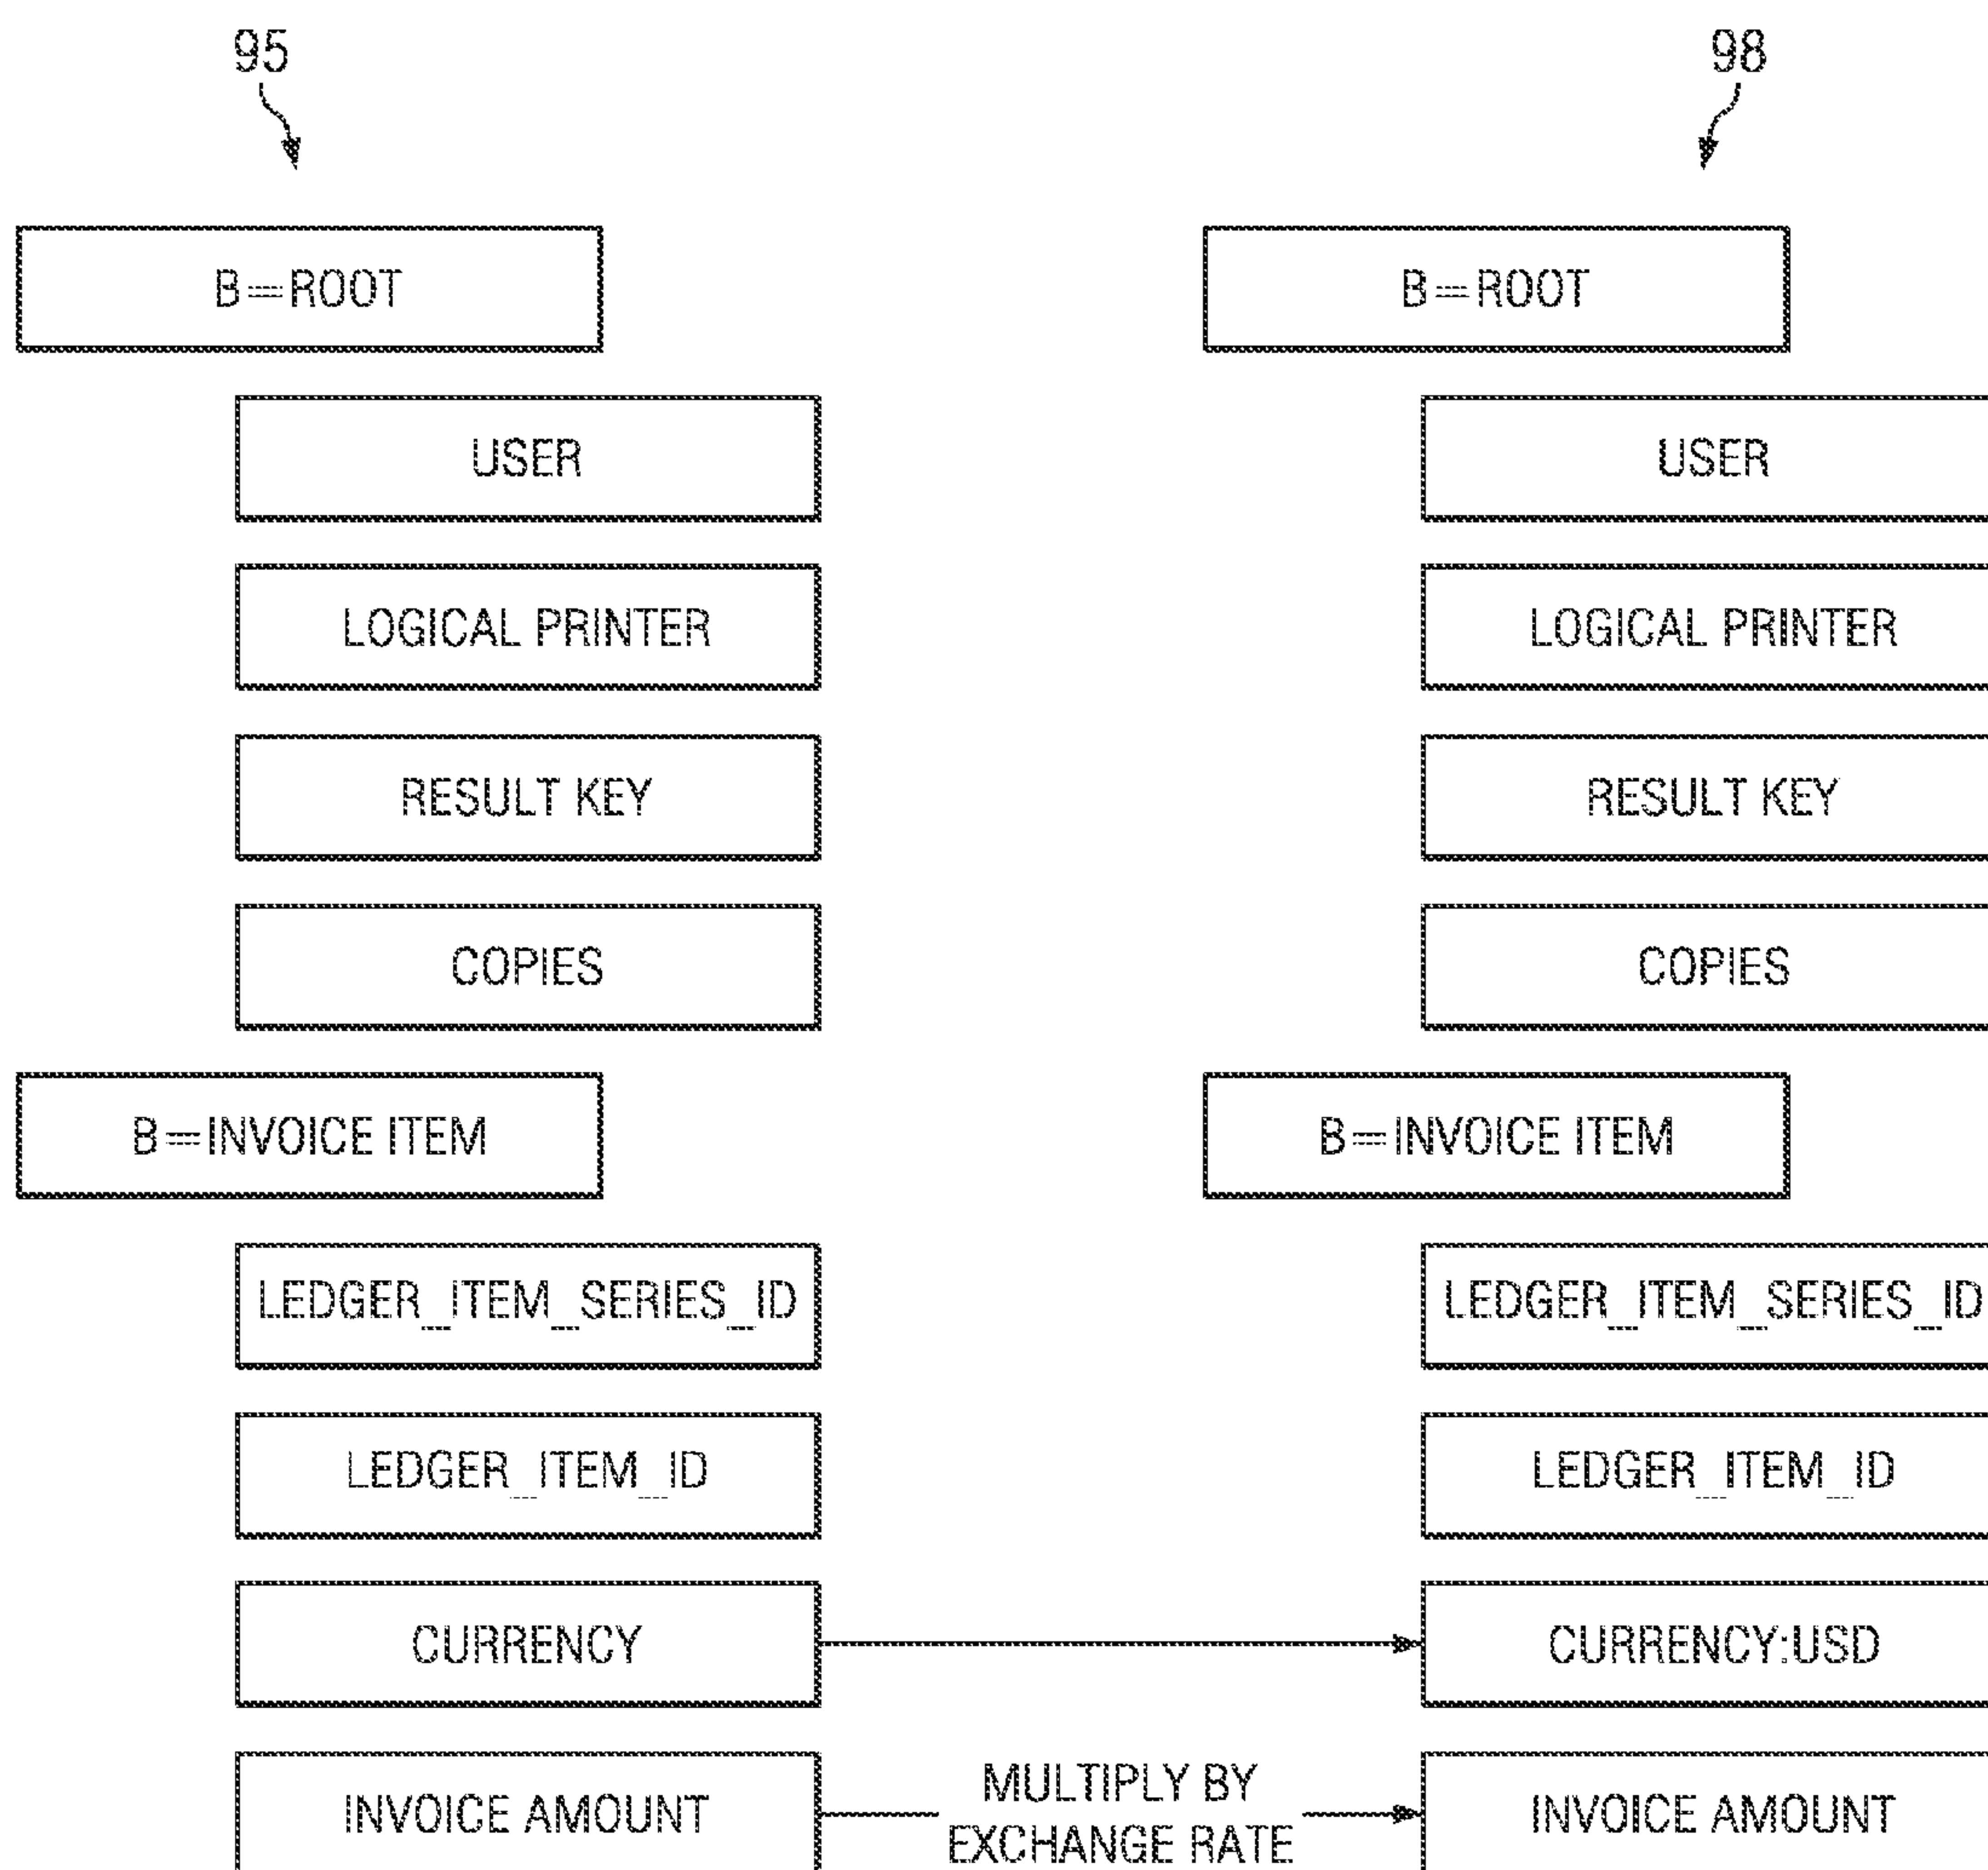 95
98
B=ROOT
B=ROOT
USER
USER
LOGICAL PRINTER
LOGICAL PRINTER
RESULT KEY
RESULT KEY
COPIES
COPIES
B=INVOICE ITEM
B=INVOICE ITEM
LEDGER_ITEM_SERIES_ID
LEDGER_ITEM_SERIES_ID
LEDGER_ITEM_ID
LEDGER_ITEM_ID
CURRENCY
CURRENCY:USD
INVOICE AMOUNT
MULTIPLY BY
EXCHANGE RATE
INVOICE AMOUNT